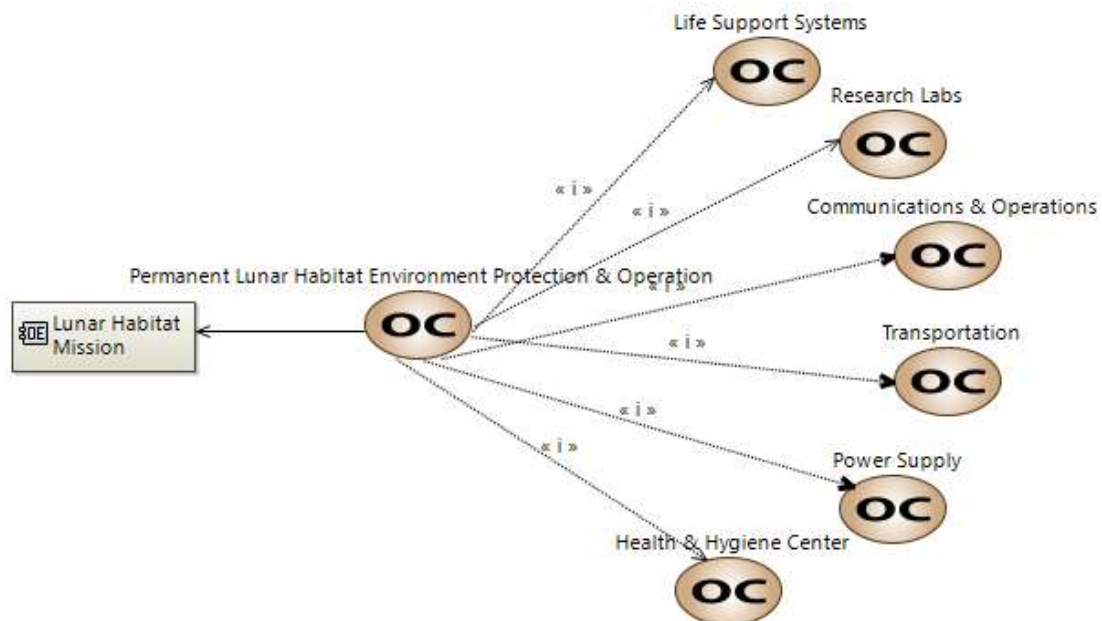 Life Support Systems
OC
Research Labs
OC
« i »
« i »
Communications & Operations
OC
Permanent Lunar Habitat Environment Protection & Operation
« i »
OE Lunar Habitat
Mission
OC
Transportation
« i »
OC
« i »
« i »
Power Supply
OC
Health & Hygiene Center
OC